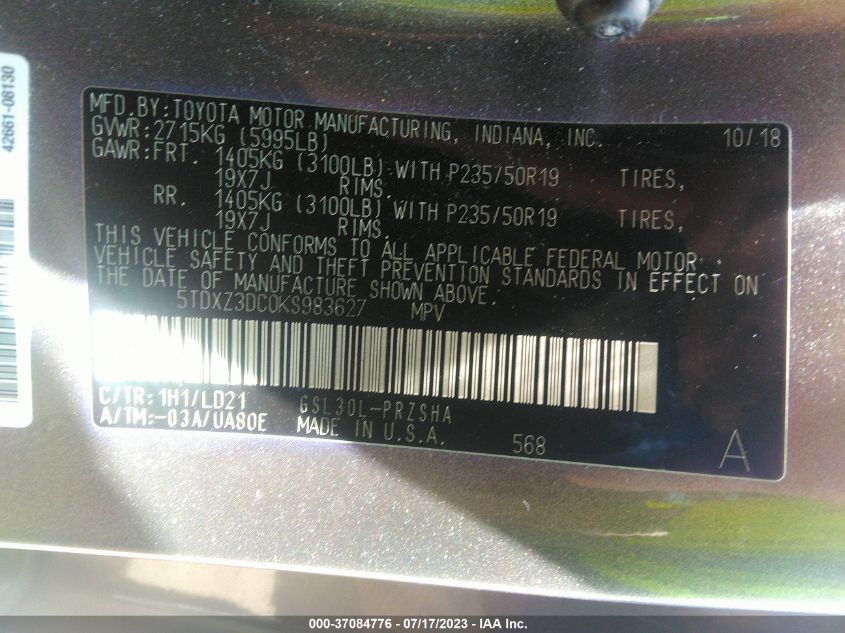 42661-08130
MFD.BY:TOYOTA MOTOR MANUFACTURING, INDIANA, INC. 10/18
GVWR:2715KG (5995LB)
GAWR:FRT. 1405KG (3100LB) WITH P235/50R19 TIRES,
19X7J RIMS.
RR. 1405KG (3100LB) WITH P235/50R19 TIRES,
19X7J RIMS.
THIS VEHICLE CONFORMS TO ALL APPLICABLE FEDERAL MOTOR
VEHICLE SAFETY AND THEFT PREVENTION STANDARDS IN EFFECT ON
THE DATE OF MANUFACTURE SHOWN ABOVE.
5TDXZ3DC0KS983627 MPV
C/TR:1H1/LD21 GSL30L-PRZSHA
A/TM:-03A/UA80E MADE IN U.S.A. 568 A
000-37084776 / 07/17/2023 / IAA Inc.